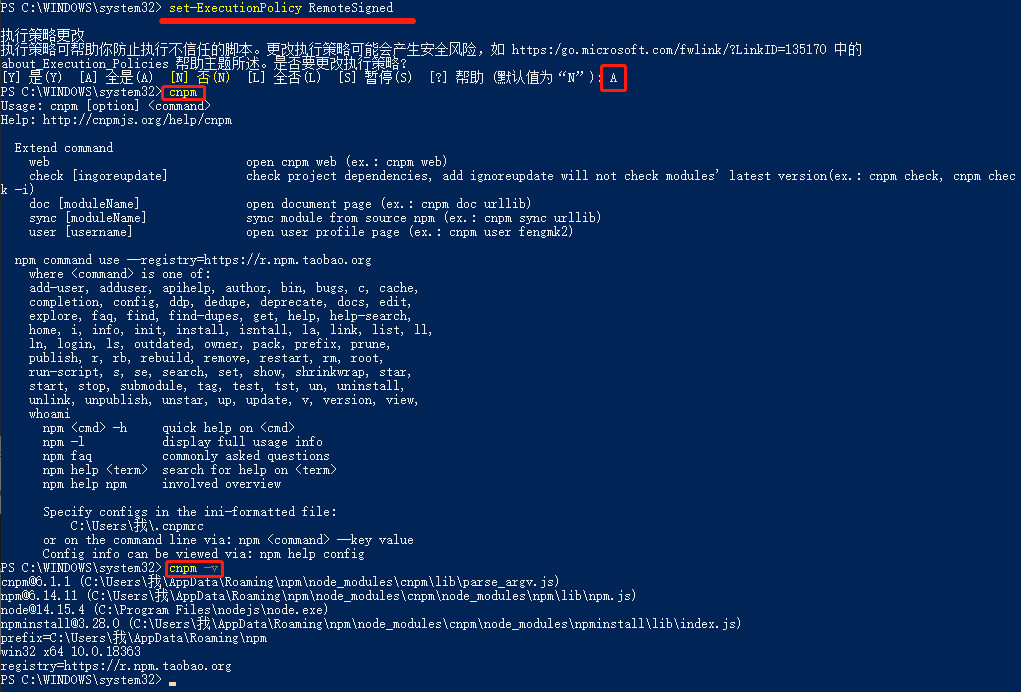 PS C:\WINDOWS\system32> set-ExecutionPolicy RemoteSigned
执行策略更改
执行策略可帮助你防止执行不信任的脚本。更改执行策略可能会产生安全风险，如 https:/go.microsoft.com/fwlink/?LinkID=135170 中的
about_Execution_Policies 帮助主题所述。是否要更改执行策略?
[Y] 是(Y)  [A] 全是(A)  [N] 否(N)  [L] 全否(L)  [S] 暂停(S)  [?] 帮助 (默认值为“N”): A
PS C:\WINDOWS\system32> cnpm
Usage: cnpm [option] <command>
Help: http://cnpmjs.org/help/cnpm
Extend command
web                            open cnpm web (ex.: cnpm web)
check [ingoreupdate]           check project dependencies, add ignoreupdate will not check modules' latest version(ex.: cnpm check, cnpm chec
k -i)
doc [moduleName]               open document page (ex.: cnpm doc urllib)
sync [moduleName]              sync module from source npm (ex.: cnpm sync urllib)
user [username]                open user profile page (ex.: cnpm user fengmk2)
npm command use --registry=https://r.npm.taobao.org
where <command> is one of:
add-user, adduser, apihelp, author, bin, bugs, c, cache,
completion, config, ddp, dedupe, deprecate, docs, edit,
explore, faq, find, find-dupes, get, help, help-search,
home, i, info, init, install, isntall, la, link, list, ll,
ln, login, ls, outdated, owner, pack, prefix, prune,
publish, r, rb, rebuild, remove, restart, rm, root,
run-script, s, se, search, set, show, shrinkwrap, star,
start, stop, submodule, tag, test, tst, un, uninstall,
unlink, unpublish, unstar, up, update, v, version, view,
whoami
npm <cmd> -h     quick help on <cmd>
npm -l           display full usage info
npm faq          commonly asked questions
npm help <term>  search for help on <term>
npm help npm     involved overview
Specify configs in the ini-formatted file:
C:\Users\我\.cnpmrc
or on the command line via: npm <command> --key value
Config info can be viewed via: npm help config
PS C:\WINDOWS\system32> cnpm -v
cnpm@6.1.1 (C:\Users\我\AppData\Roaming\npm\node_modules\cnpm\lib\parse_argv.js)
npm@6.14.11 (C:\Users\我\AppData\Roaming\npm\node_modules\cnpm\node_modules\npm\lib\npm.js)
node@14.15.4 (C:\Program Files\nodejs\node.exe)
npminstall@3.28.0 (C:\Users\我\AppData\Roaming\npm\node_modules\cnpm\node_modules\npminstall\lib\index.js)
prefix=C:\Users\我\AppData\Roaming\npm
win32 x64 10.0.18363
registry=https://r.npm.taobao.org
PS C:\WINDOWS\system32>